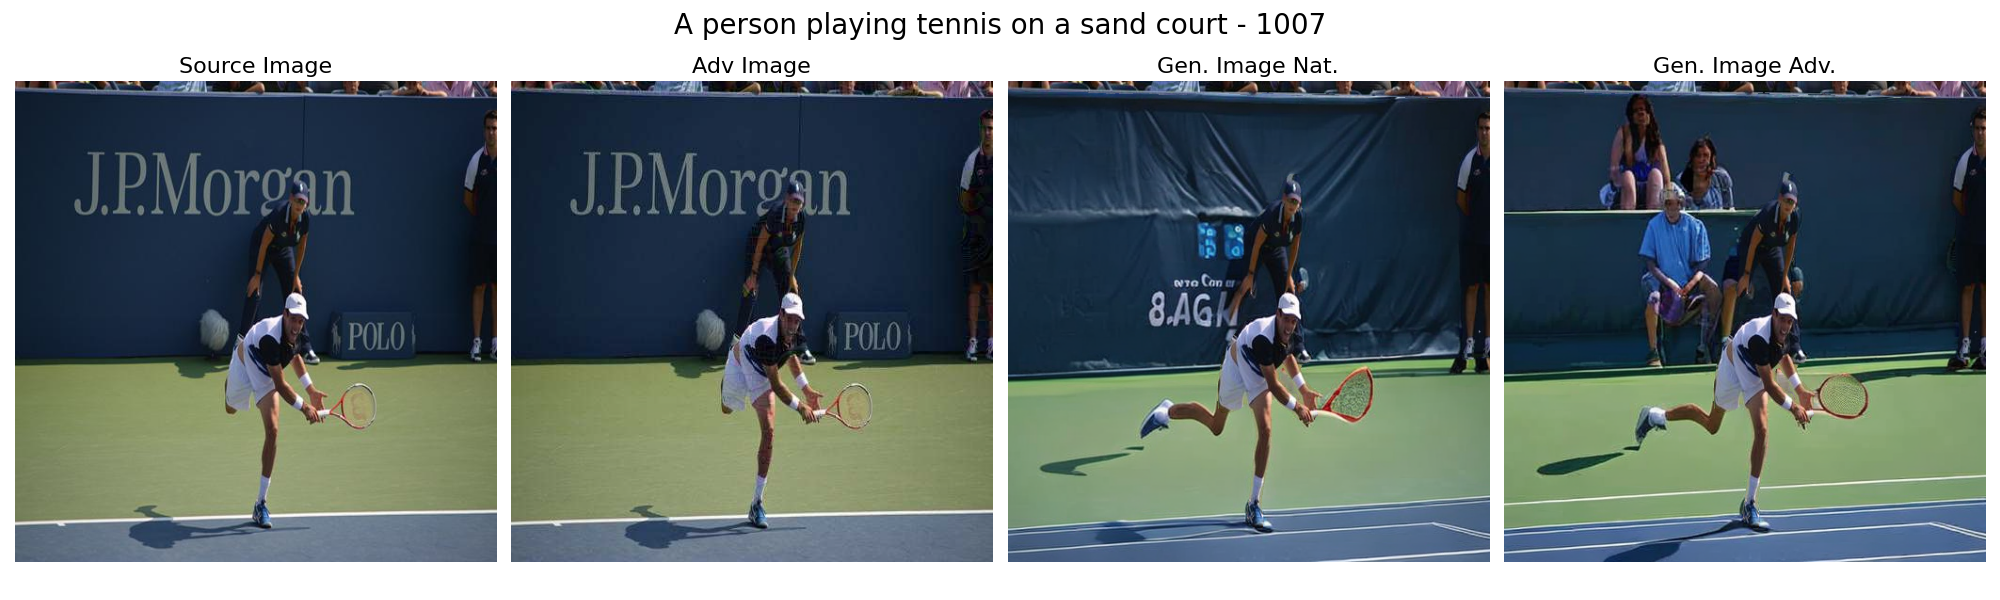 A person playing tennis on a sand court - 1007
Source Image
Adv Image
Gen. Image Nat.
Gen. Image Adv.
J.P.Morgan
J.P.Morgan
POLO
POLO
8.AGK